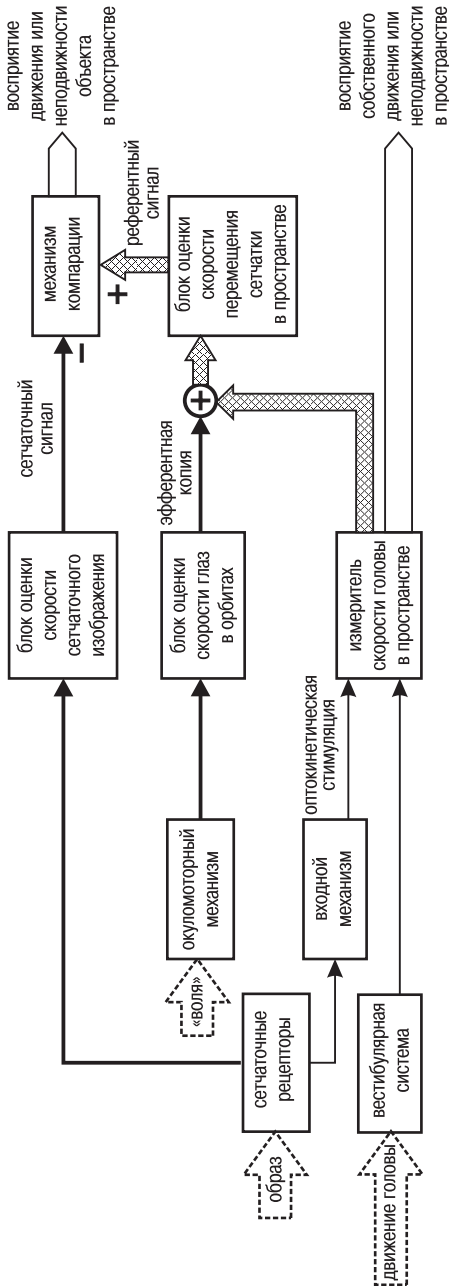 образ
движение головы
сетчаточные
рецепторы
вестибулярная
система
«воля»
окуломоторный
механизм
входной
механизм
оптокинетическая
стимуляция
блок оценки
скорости
сетчаточного
изображения
блок оценки
скорости глаз
в орбитах
измеритель
скорости головы
в пространстве
сетчаточный
сигнал
эфферентная
копия
+
−
+
механизм
компарации
референтный
сигнал
блок оценки
скорости
перемещения
сетчатки
в пространстве
восприятие
движения или
неподвижности
объекта
в пространстве
восприятие
собственного
движения или
неподвижности
в пространстве